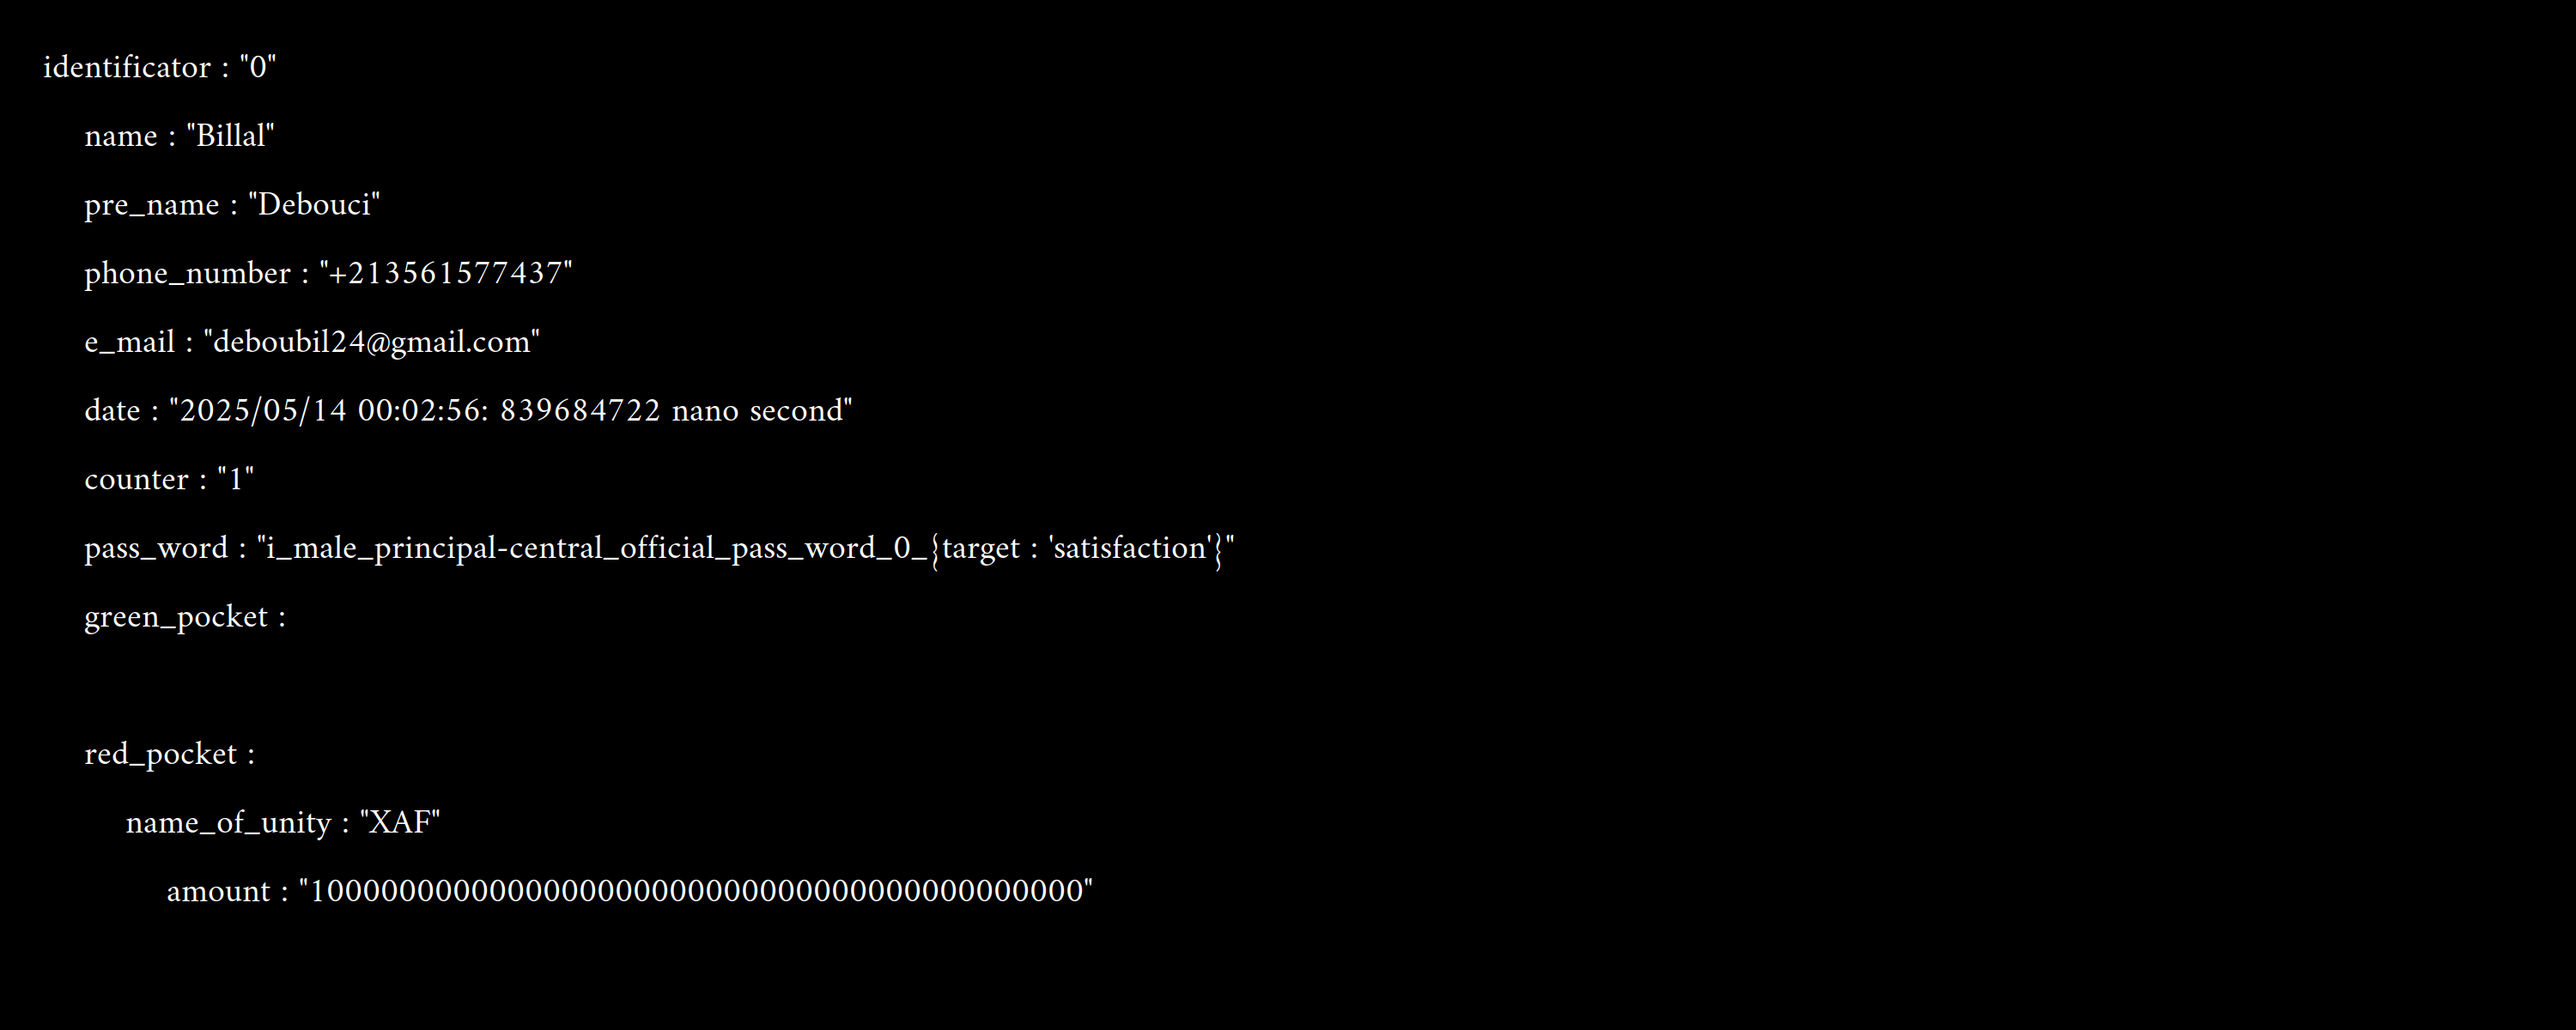 identificator : "0"
name : "Billal"
pre_name : "Debouci"
phone_number : "+213561577437"
e_mail : "deboubil24@gmail.com"
date : "2025/05/14 00:02:56: 839684722 nano second"
counter : "1"
pass_word : "i_male_principal-central_official_pass_word_0_{target : 'satisfaction'}"
green_pocket :
red_pocket :
name_of_unity : "XAF"
amount : "1000000000000000000000000000000000000000000"